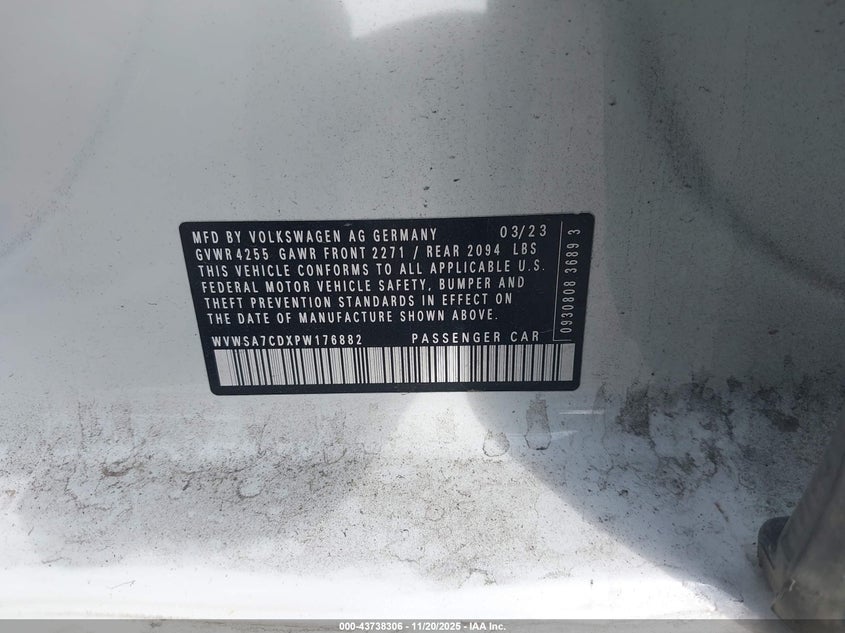 MFD BY VOLKSWAGEN AG GERMANY 03/23
GVWR 4255 GAWR FRONT 2271 / REAR 2094 LBS
THIS VEHICLE CONFORMS TO ALL APPLICABLE U.S.
FEDERAL MOTOR VEHICLE SAFETY, BUMPER AND
THEFT PREVENTION STANDARDS IN EFFECT ON
THE DATE OF MANUFACTURE SHOWN ABOVE.
WVWSA7CDXPW176882 PASSENGER CAR
0930808 36893
000-43738306 - 11/20/2025 - IAA Inc.